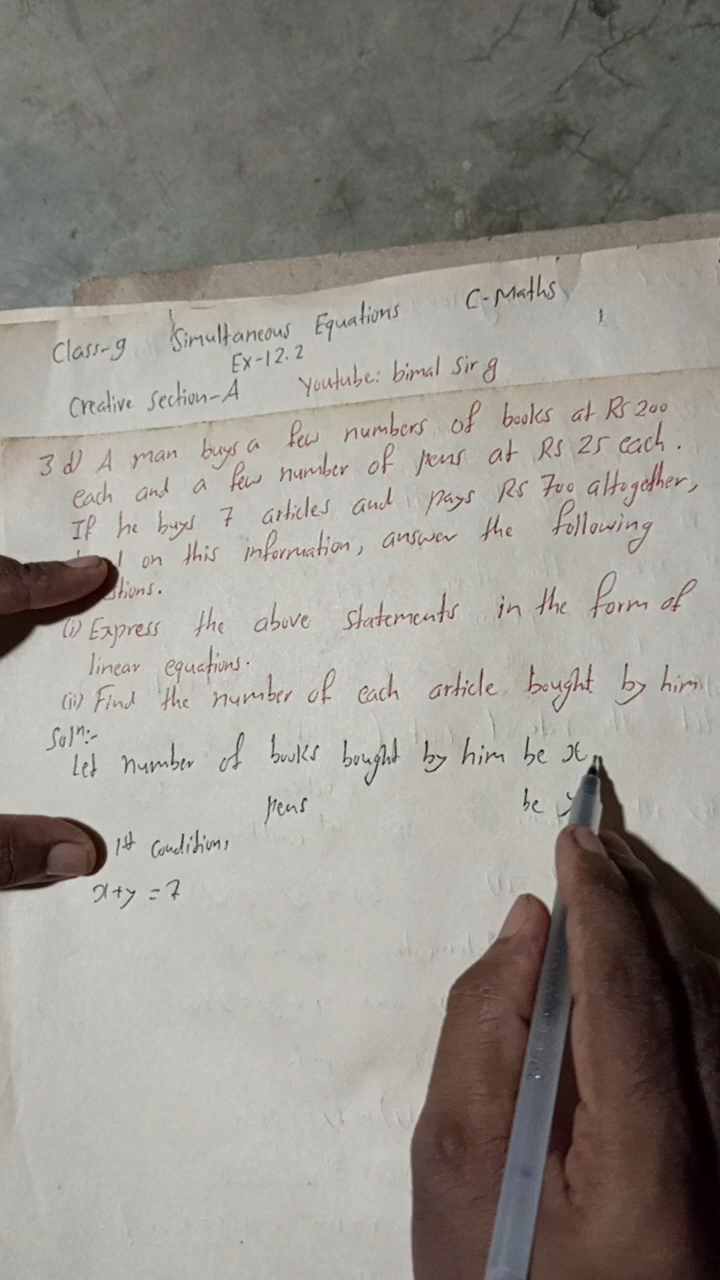 Class-9 Simultaneous Equations C-Maths
Ex-12.2
Creative section-A Youtube: bimal Sir g
3 d) A man buys a few numbers of books at RS 200
each and a few number of pens at RS 25 each.
If he buys 7 articles and pays RS 700 altogether,
on this information, answer the following
(i) Express the above statements in the form of
linear equations.
(ii) Find the number of each article bought by him
Solⁿ:-
Let number of books bought by him be x
pens be y
1st condition,
x+y = 7